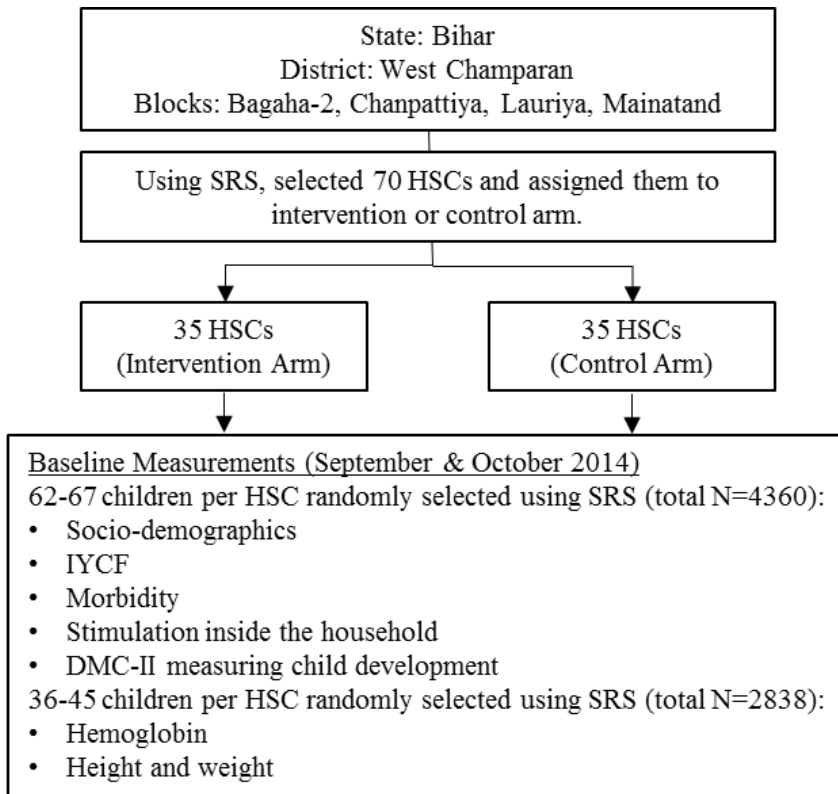 State: Bihar
District: West Champaran
Blocks: Bagaha-2, Chanpattiya, Lauriya, Mainatand
Using SRS, selected 70 HSCs and assigned them to
intervention or control arm.
35 HSCs
(Intervention Arm)
35 HSCs
(Control Arm)
Baseline Measurements (September & October 2014)
62-67 children per HSC randomly selected using SRS (total N=4360):
• Socio-demographics
• IYCF
• Morbidity
• Stimulation inside the household
• DMC-II measuring child development
36-45 children per HSC randomly selected using SRS (total N=2838):
• Hemoglobin
• Height and weight